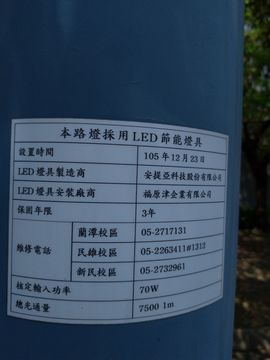 本路燈採用LED節能燈具
設置時間 105年12月23日
LED燈具製造商 安提亞科技股份有限公司
LED燈具安裝廠商 福原津企業有限公司
保固年限 3年
維修電話 蘭潭校區 05-2717131
民雄校區 05-2263411#1312
新民校區 05-2732961
核定輸入功率 70W
總光通量 7500 lm